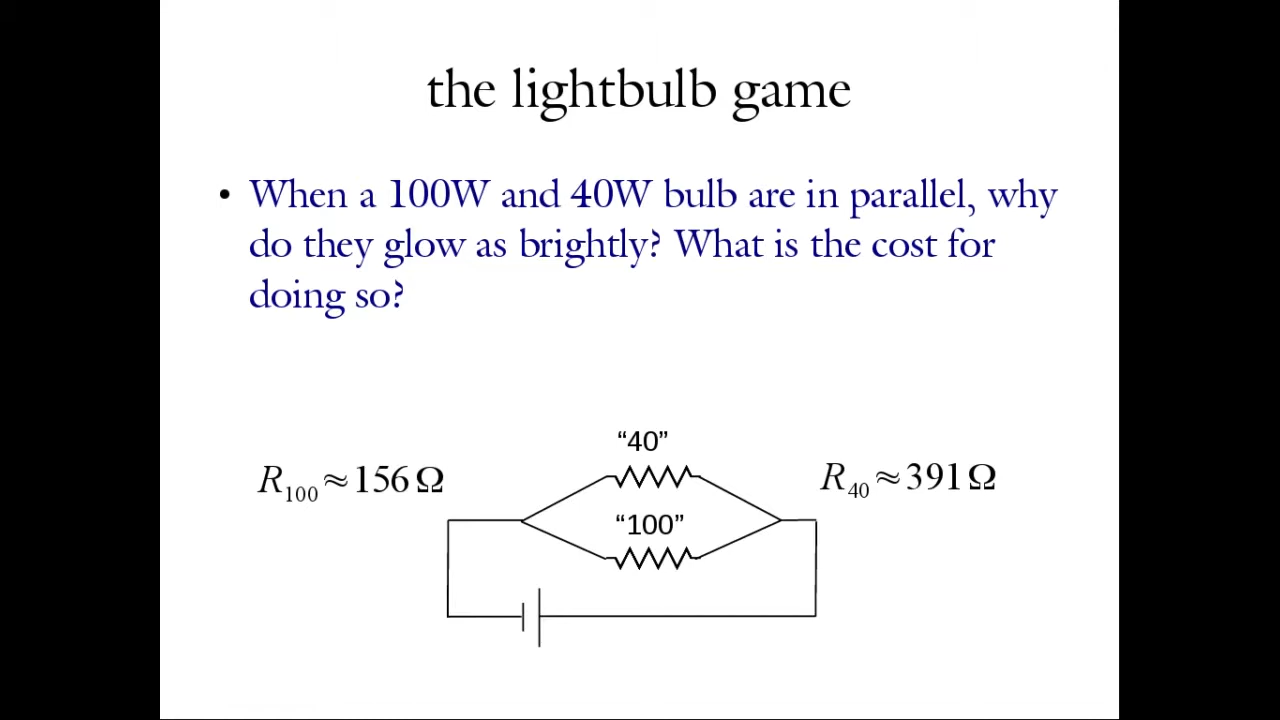 the lightbulb game
• When a 100W and 40W bulb are in parallel, why
do they glow as brightly? What is the cost for
doing so?
“40”
R₁₀₀ ≈ 156 Ω
R₄₀ ≈ 391 Ω
“100”